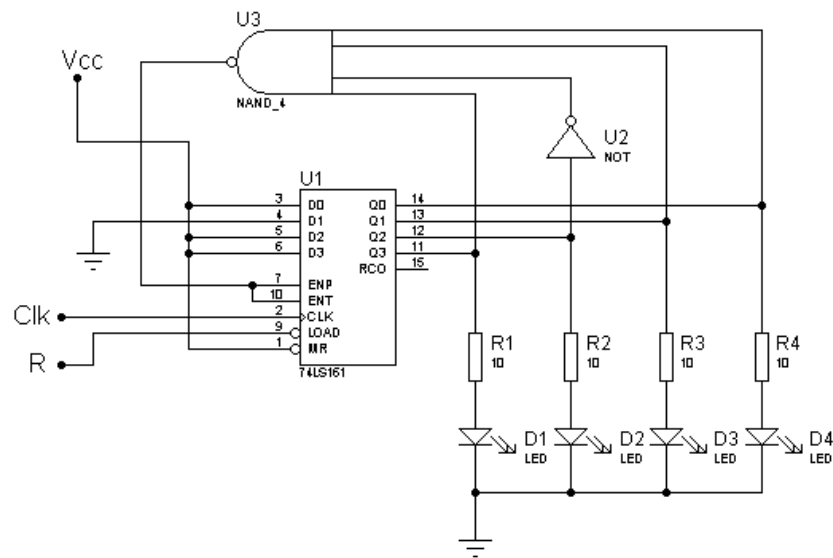 U3
Vcc
NAND_4
U2
NOT
U1
3 D0 Q0 14
4 D1 Q1 13
5 D2 Q2 12
6 D3 Q3 11
RCO 15
7 ENP
10 ENT
Clk 2 CLK
9 LOAD
R 1 MR
74LS161
R1 R2 R3 R4
10 10 10 10
D1 D2 D3 D4
LED LED LED LED